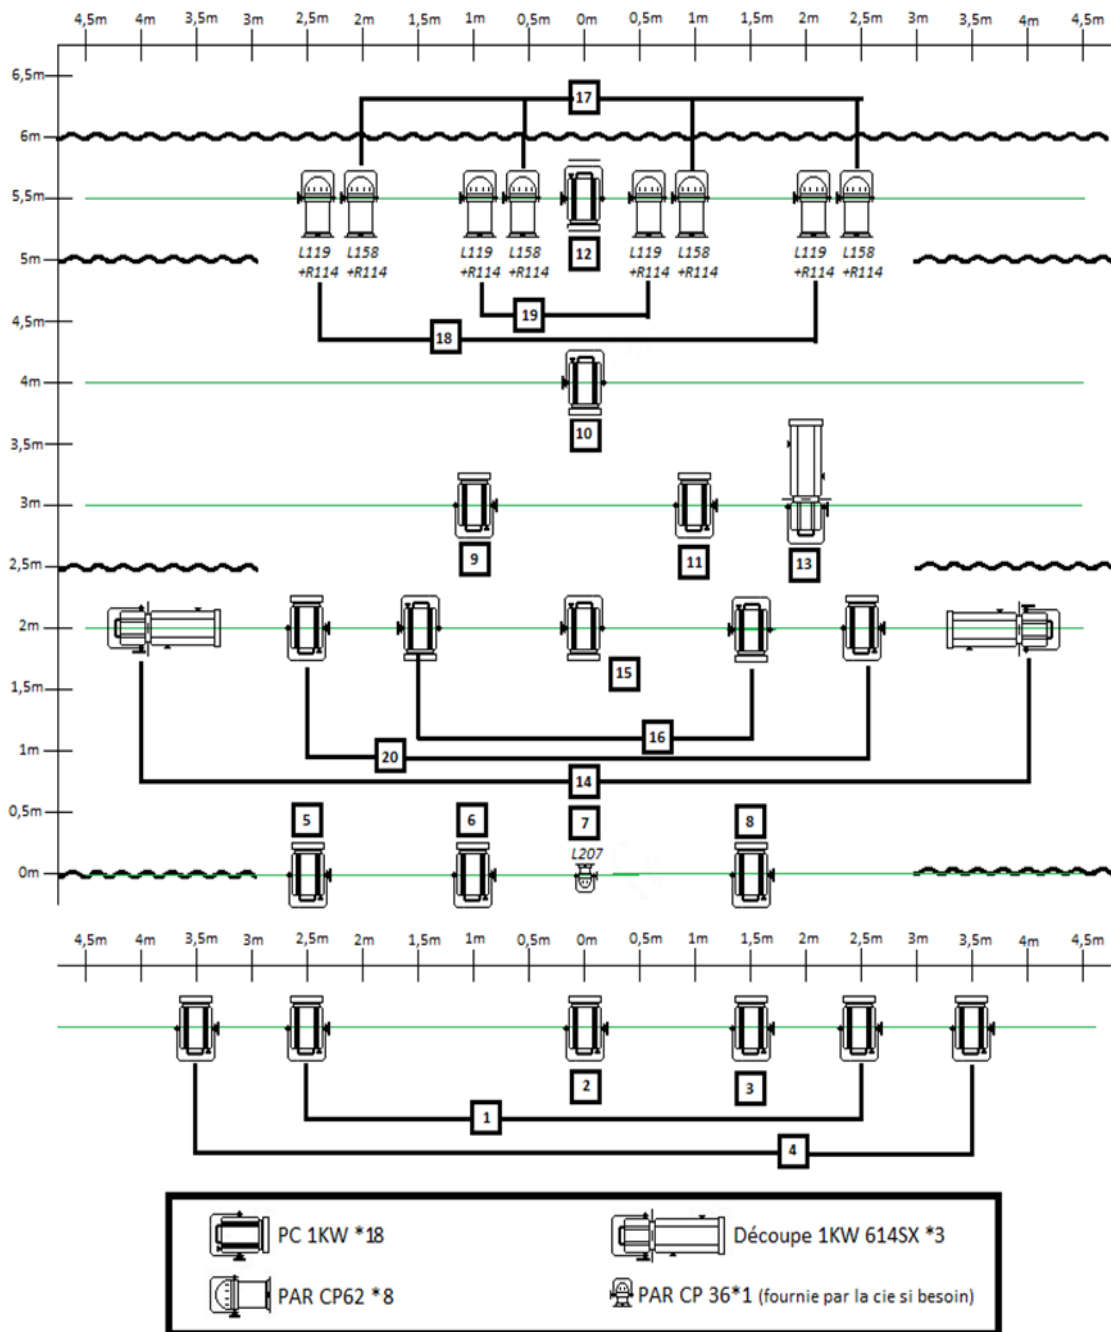 4,5m 4m 3,5m 3m 2,5m 2m 1,5m 1m 0,5m 0m 0,5m 1m 1,5m 2m 2,5m 3m 3,5m 4m 4,5m
6,5m
17
6m
5,5m
L119 L158 L119 L158 12 L119 L158 L119 L158
+R114 +R114 +R114 +R114 +R114 +R114 +R114 +R114
5m
4,5m
19
18
4m
10
3,5m
3m
9 11 13
2,5m
2m
15
1,5m
16
20
1m
14
0,5m
5 6 7 8
L207
0m
4,5m 4m 3,5m 3m 2,5m 2m 1,5m 1m 0,5m 0m 0,5m 1m 1,5m 2m 2,5m 3m 3,5m 4m 4,5m
2 3
1
4
PC 1KW *18 Découpe 1KW 614SX *3
PAR CP62 *8 PAR CP 36*1 (fournie par la cie si besoin)